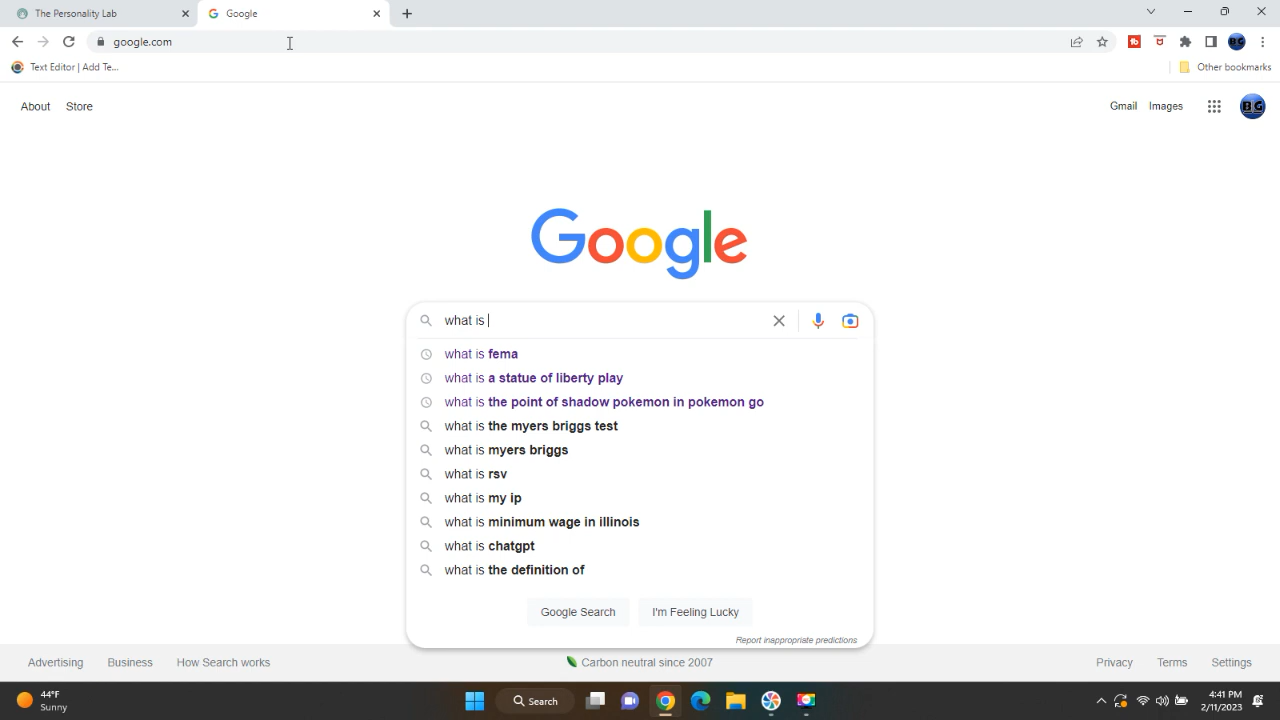 The Personality Lab
Google
google.com
Text Editor | Add Te...
Other bookmarks
About Store
Gmail Images
BG
Google
what is
what is fema
what is a statue of liberty play
what is the point of shadow pokemon in pokemon go
what is the myers briggs test
what is myers briggs
what is rsv
what is my ip
what is minimum wage in illinois
what is chatgpt
what is the definition of
Google Search I'm Feeling Lucky
Report inappropriate predictions
Advertising Business How Search works
Carbon neutral since 2007
Privacy Terms Settings
44°F
Sunny
Search
4:41 PM
2/11/2023